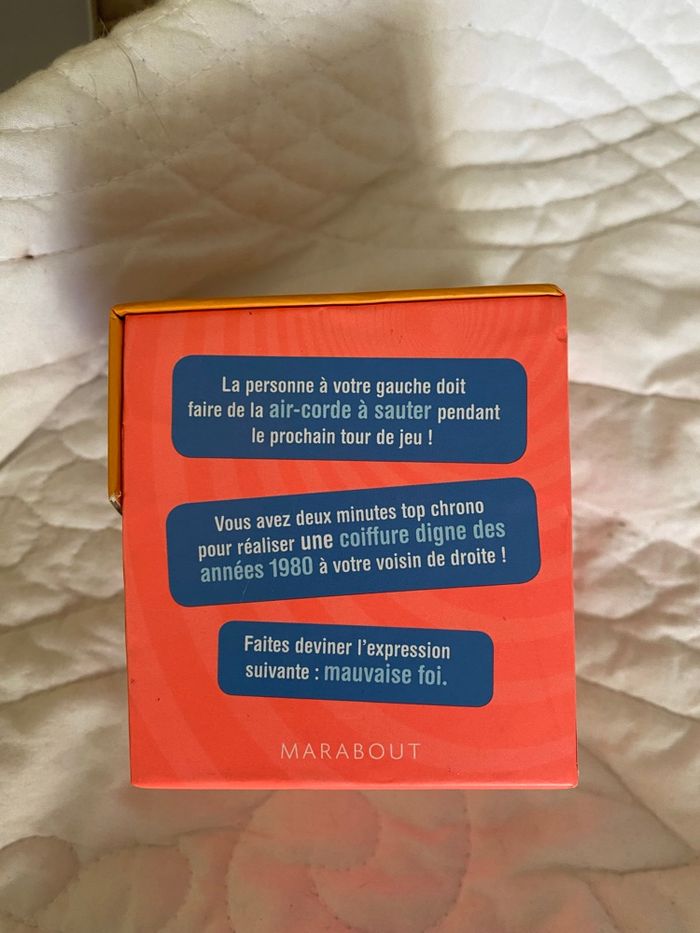 La personne à votre gauche doit
faire de la air-corde à sauter pendant
le prochain tour de jeu !
Vous avez deux minutes top chrono
pour réaliser une coiffure digne des
années 1980 à votre voisin de droite !
Faites deviner l'expression
suivante : mauvaise foi.
MARABOUT